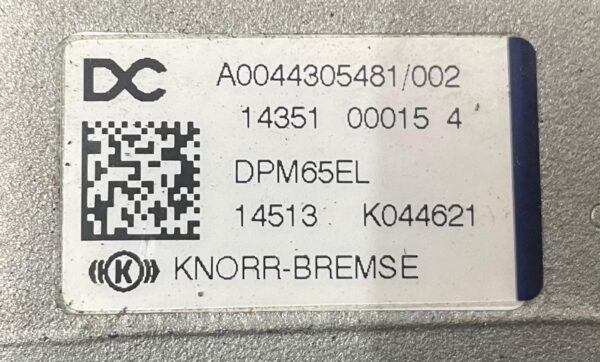 DC A0044305481/002
14351 00015 4
DPM65EL
14513 K044621
((K)) KNORR-BREMSE